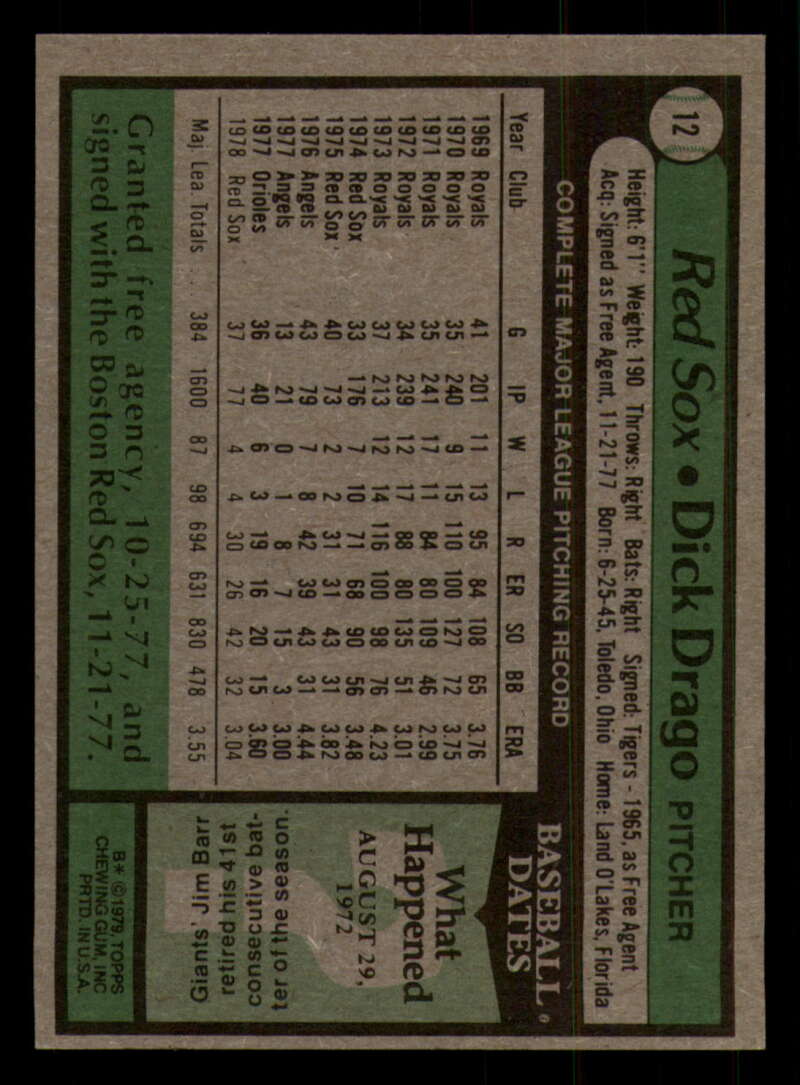 12
Red Sox • Dick Drago PITCHER
Height: 6'1" Weight: 190 Throws: Right Bats: Right Signed: Tigers - 1965, as Free Agent
Acq: Signed as Free Agent, 11-21-77 Born: 6-25-45, Toledo, Ohio Home: Land O'Lakes, Florida
COMPLETE MAJOR LEAGUE PITCHING RECORD
Year Club G IP W L R ER SO BB ERA
1969 Royals 41 201 11 13 95 84 108 65 3.76
1970 Royals 35 240 9 15 110 100 127 72 3.75
1971 Royals 35 241 17 11 84 80 109 46 2.99
1972 Royals 34 239 12 17 88 80 135 51 3.01
1973 Royals 37 213 12 14 116 100 98 76 4.23
1974 Red Sox 33 176 7 10 71 68 90 56 3.48
1975 Red Sox 40 73 2 2 31 31 43 31 3.82
1976 Angels 43 79 7 8 42 39 43 31 4.44
1977 Angels 13 21 0 1 8 7 15 3 3.00
1977 Orioles 36 40 6 3 19 16 20 15 3.60
1978 Red Sox 37 77 4 4 30 26 42 32 3.04
Maj. Lea. Totals . . . 384 1600 87 98 694 631 830 478 3.55
Granted free agency, 10-25-77, and
signed with the Boston Red Sox, 11-21-77.
BASEBALL
DATES®
What
Happened
AUGUST 29,
1972
Giants' Jim Barr
retired his 41st
consecutive bat-
ter of the season.
B* ©1979, TOPPS
CHEWING GUM, INC
PRTD. IN U.S.A.